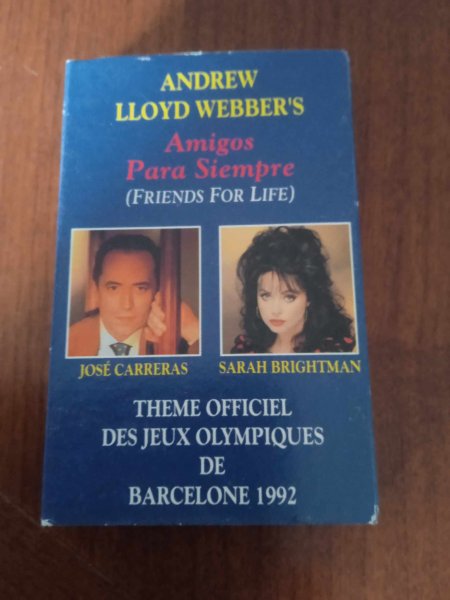 ANDREW
LLOYD WEBBER'S
Amigos
Para Siempre
(FRIENDS FOR LIFE)
JOSÉ CARRERAS
SARAH BRIGHTMAN
THEME OFFICIEL
DES JEUX OLYMPIQUES
DE
BARCELONE 1992